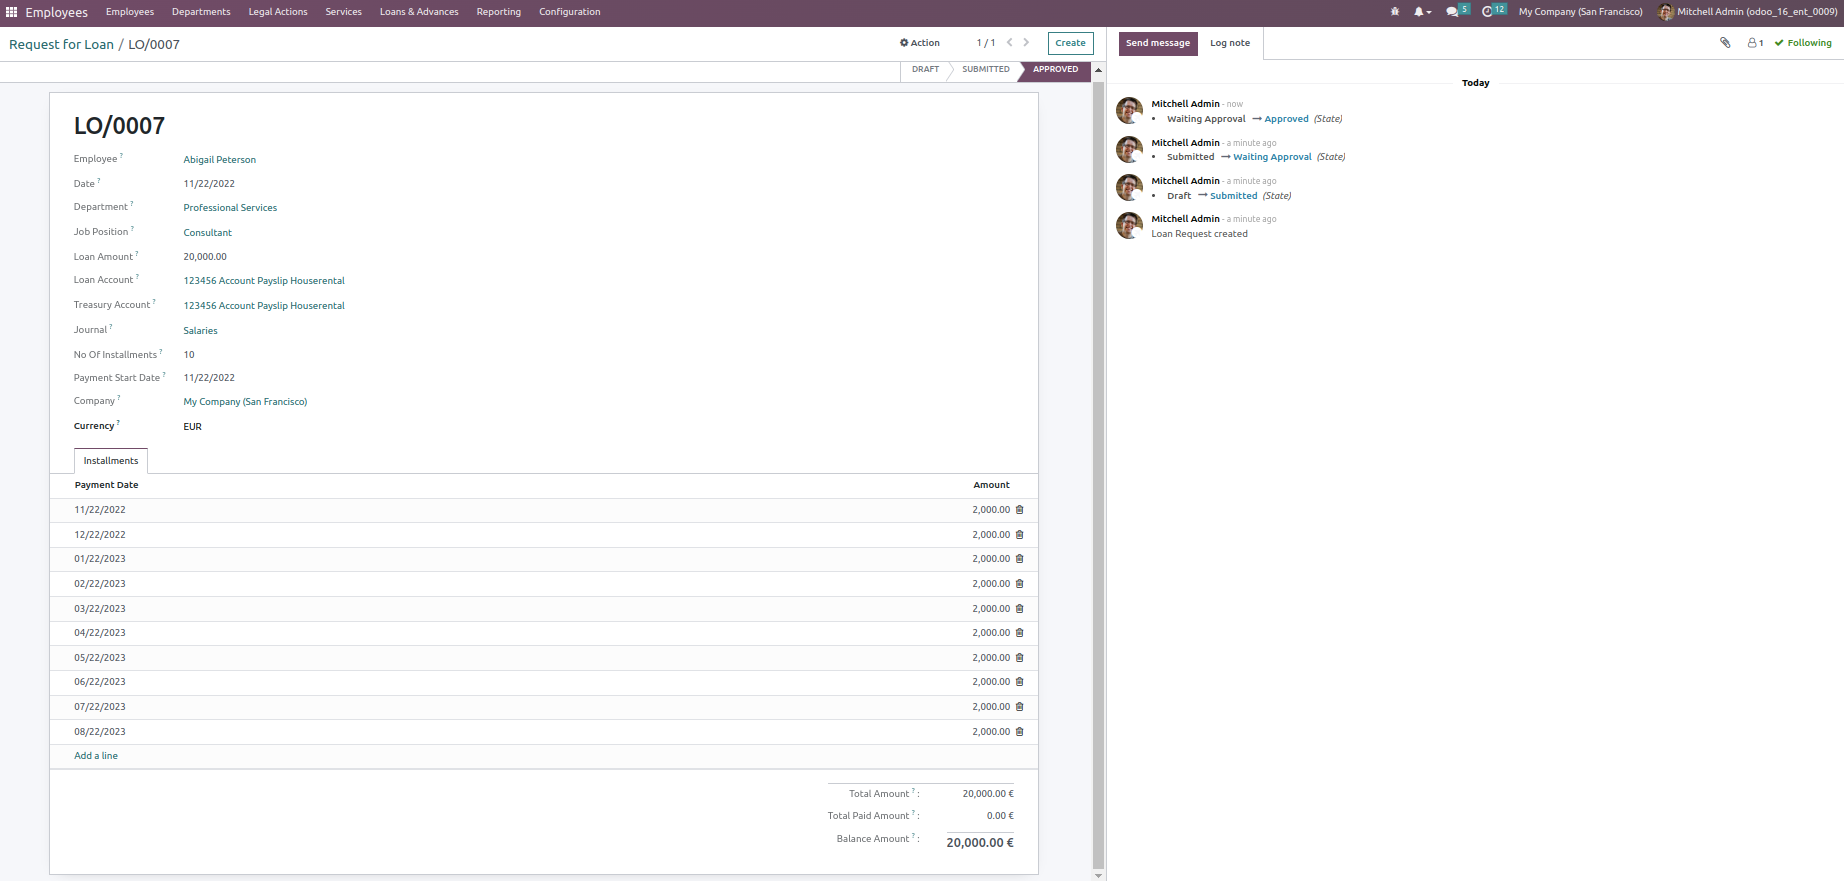 Employees Employees Departments Legal Actions Services Loans & Advances Reporting Configuration 5 12 My Company (San Francisco) Mitchell Admin (odoo_16_ent_0009)
Request for Loan / LO/0007 Action 1 / 1 Create
DRAFT SUBMITTED APPROVED
LO/0007
Employee ? Abigail Peterson
Date ? 11/22/2022
Department ? Professional Services
Job Position ? Consultant
Loan Amount ? 20,000.00
Loan Account ? 123456 Account Payslip Houserental
Treasury Account ? 123456 Account Payslip Houserental
Journal ? Salaries
No Of Installments ? 10
Payment Start Date ? 11/22/2022
Company ? My Company (San Francisco)
Currency ? EUR
Installments
Payment Date Amount
11/22/2022 2,000.00
12/22/2022 2,000.00
01/22/2023 2,000.00
02/22/2023 2,000.00
03/22/2023 2,000.00
04/22/2023 2,000.00
05/22/2023 2,000.00
06/22/2023 2,000.00
07/22/2023 2,000.00
08/22/2023 2,000.00
Add a line
Total Amount ? : 20,000.00 €
Total Paid Amount ? : 0.00 €
Balance Amount ? : 20,000.00 €
Send message Log note 1 Following
Today
Mitchell Admin - now
• Waiting Approval → Approved (State)
Mitchell Admin - a minute ago
• Submitted → Waiting Approval (State)
Mitchell Admin - a minute ago
• Draft → Submitted (State)
Mitchell Admin - a minute ago
Loan Request created